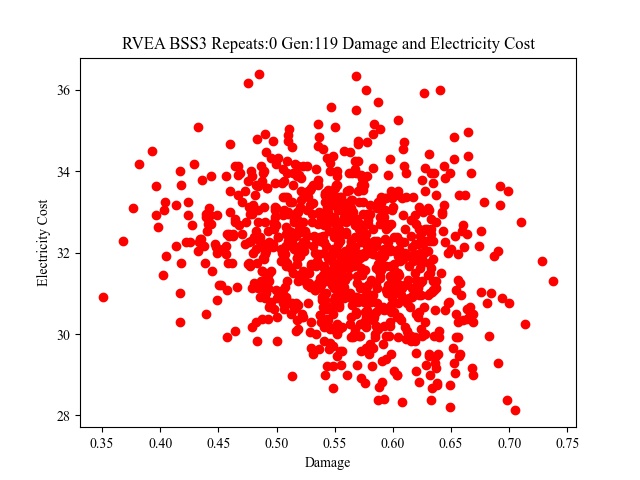 RVEA BSS3 Repeats:0 Gen:119 Damage and Electricity Cost
36
34
32
30
28
Electricity Cost
0.35 0.40 0.45 0.50 0.55 0.60 0.65 0.70 0.75
Damage